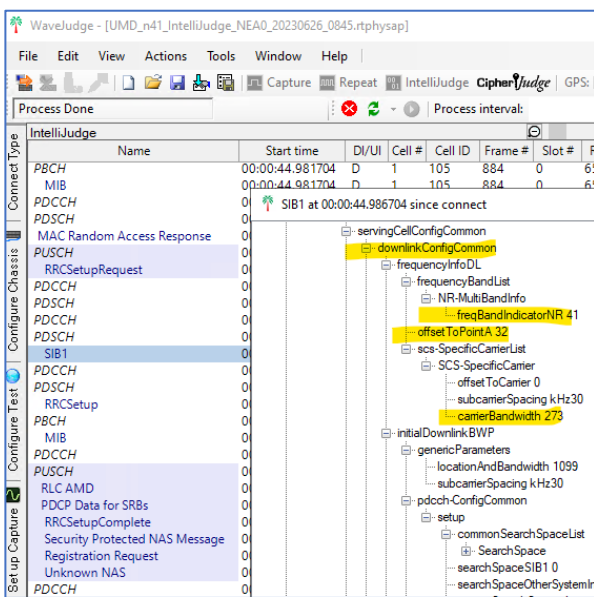 WaveJudge - [UMD_n41_IntelliJudge_NEA0_20230626_0845.rtphysap]
File Edit View Actions Tools Window Help
Capture Repeat IntelliJudge CipherJudge GPS:
Process Done Process interval:
IntelliJudge
Name Start time Dl/Ul Cell # Cell ID Frame # Slot #
PBCH 00:00:44.981704 D 1 105 884 0
MIB 00:00:44.981704 D 1 105 884 0
PDCCH
PDSCH
MAC Random Access Response
PUSCH
RRCSetupRequest
PDCCH
PDSCH
PDCCH
PDSCH
SIB1
PDCCH
PDSCH
RRCSetup
PBCH
MIB
PDCCH
PUSCH
RLC AMD
PDCP Data for SRBs
RRCSetupComplete
Security Protected NAS Message
Registration Request
Unknown NAS
PDCCH
Connect Type
Configure Chassis
Configure Test
Setup Capture
SIB1 at 00:00:44.986704 since connect
servingCellConfigCommon
downlinkConfigCommon
frequencyInfoDL
frequencyBandList
NR-MultiBandInfo
freqBandIndicatorNR 41
offsetToPointA 32
scs-SpecificCarrierList
SCS-SpecificCarrier
offsetToCarrier 0
subcarrierSpacing kHz30
carrierBandwidth 273
initialDownlinkBWP
genericParameters
locationAndBandwidth 1099
subcarrierSpacing kHz30
pdcch-ConfigCommon
setup
commonSearchSpaceList
SearchSpace
searchSpaceSIB1 0
searchSpaceOtherSystemIn